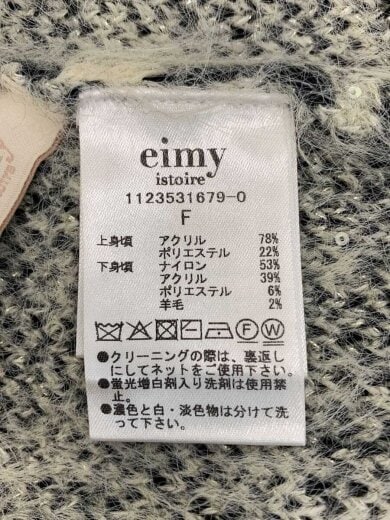 eimy
istoire
1123531679-0
F
上身頃 アクリル 78%
ポリエステル 22%
下身頃 ナイロン 53%
アクリル 39%
ポリエステル 6%
羊毛 2%
F W
●クリーニングの際は、裏返し
にしてネットをご使用下さい。
●蛍光増白剤入り洗剤は使用禁
止。
●濃色と白・淡色物は分けて洗
って下さい。